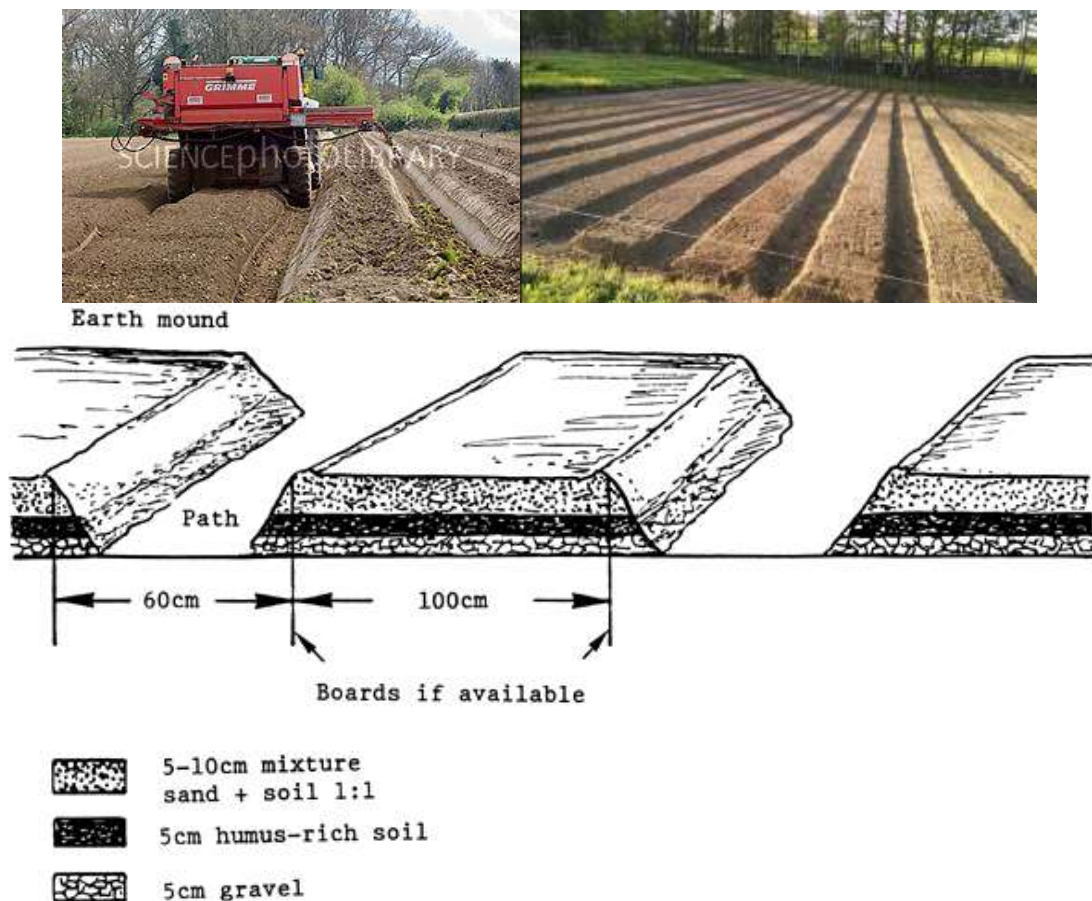 GRIMME
SCIENCEphotoLIBRARY
Earth mound
Path
60cm
100cm
Boards if available
5-10cm mixture
sand + soil 1:1
5cm humus-rich soil
5cm gravel